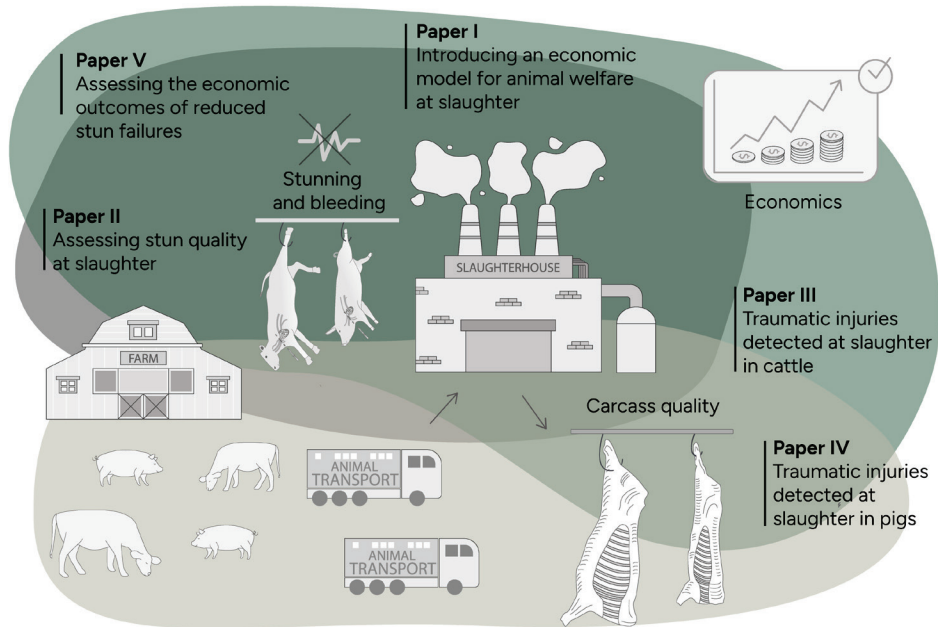 Paper I
Introducing an economic
model for animal welfare
at slaughter
Paper V
Assessing the economic
outcomes of reduced
stun failures
Stunning
and bleeding
Economics
Paper II
Assessing stun quality
at slaughter
SLAUGHTERHOUSE
Paper III
Traumatic injuries
detected at slaughter
in cattle
FARM
Carcass quality
Paper IV
Traumatic injuries
detected at
slaughter in pigs
ANIMAL
TRANSPORT
ANIMAL
TRANSPORT
$
$
$
$